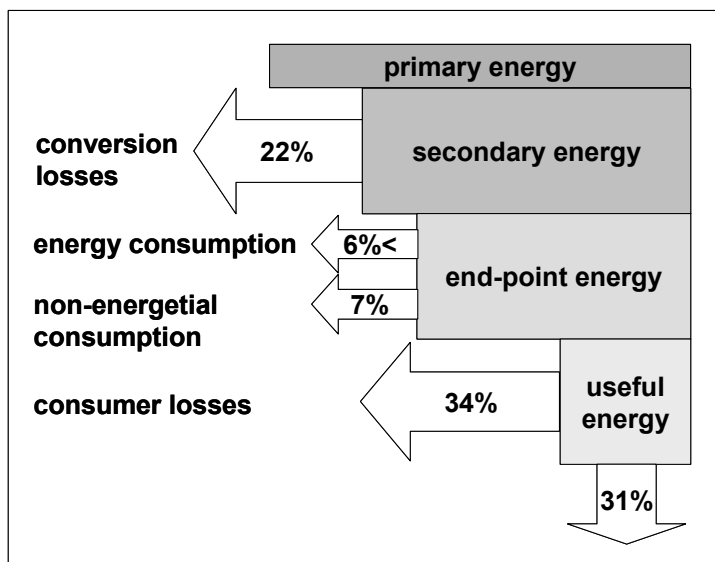 primary energy
conversion
losses
22%
secondary energy
energy consumption
6%<
end-point energy
non-energetial
consumption
7%
consumer losses
34%
useful
energy
31%